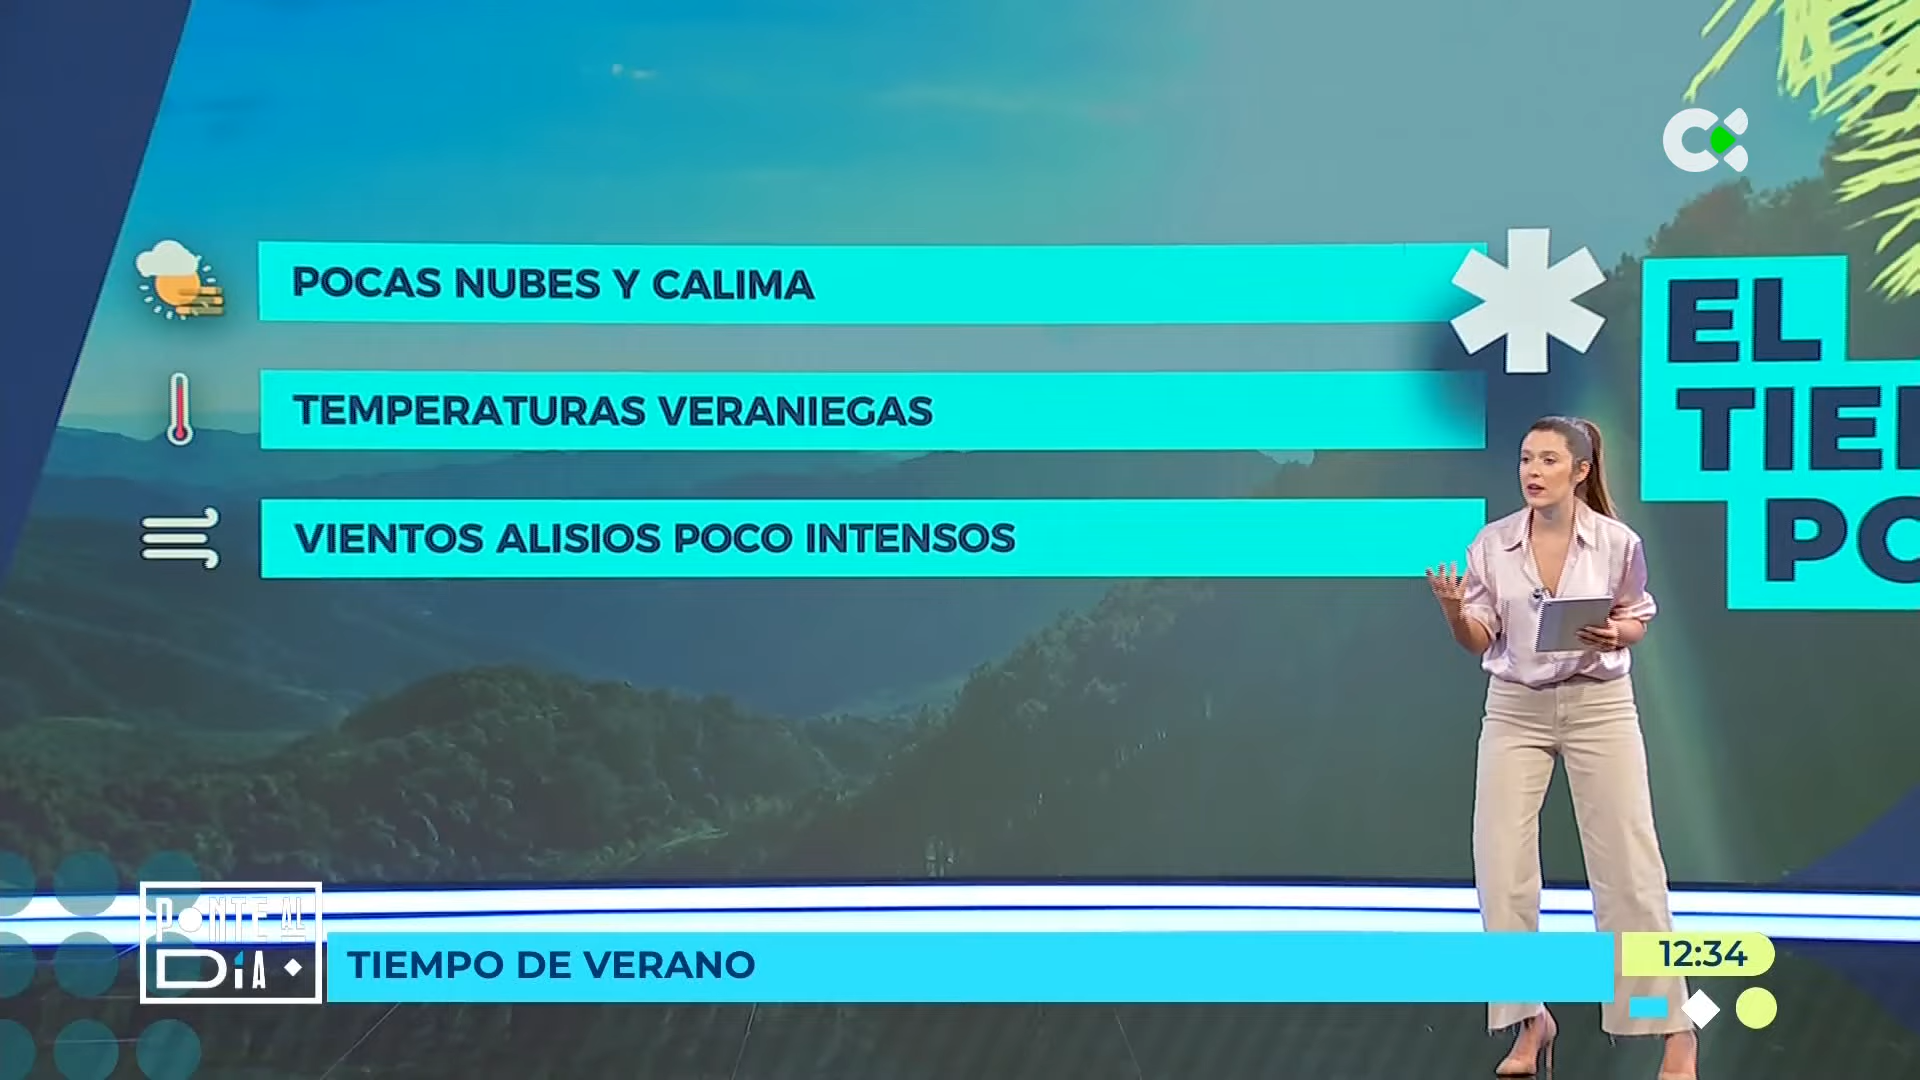 POCAS NUBES Y CALIMA
TEMPERATURAS VERANIEGAS
VIENTOS ALISIOS POCO INTENSOS
EL
TIE
PO
PONTE AL
DÍA
TIEMPO DE VERANO
12:34